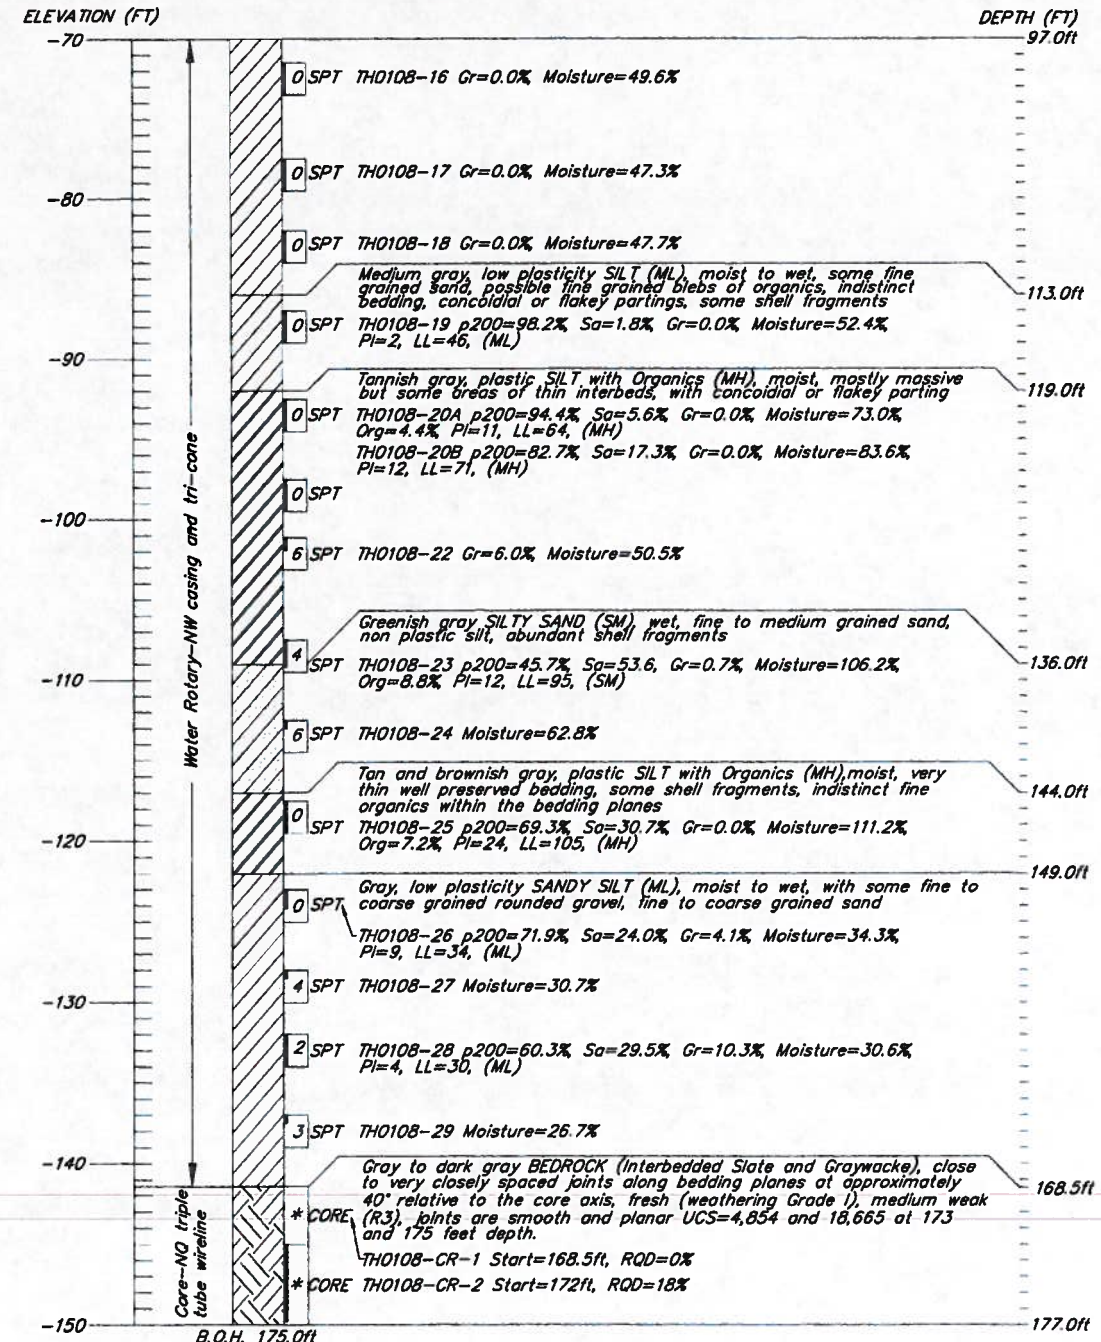 ELEVATION (FT)
DEPTH (FT)
-70
97.0ft
0 SPT TH0108-16 Gr=0.0%, Moisture=49.6%
0 SPT TH0108-17 Gr=0.0%, Moisture=47.3%
-80
0 SPT TH0108-18 Gr=0.0%, Moisture=47.7%
Medium gray, low plasticity SILT (ML), moist to wet, some fine
grained sand, possible fine grained blebs of organics, indistinct
bedding, concoidial or flakey partings, some shell fragments
113.0ft
0 SPT TH0108-19 p200=98.2%, Sa=1.8%, Gr=0.0%, Moisture=52.4%,
PI=2, LL=46, (ML)
-90
Tannish gray, plastic SILT with Organics (MH), moist, mostly massive
but some areas of thin interbeds, with concoidial or flakey parting
119.0ft
0 SPT TH0108-20A p200=94.4%, Sa=5.6%, Gr=0.0%, Moisture=73.0%,
Org=4.4%, PI=11, LL=64, (MH)
TH0108-20B p200=82.7%, Sa=17.3%, Gr=0.0%, Moisture=83.6%,
PI=12, LL=71, (MH)
0 SPT
-100
6 SPT TH0108-22 Gr=6.0%, Moisture=50.5%
Water Rotary-NW casing and tri-cone
Greenish gray SILTY SAND (SM), wet, fine to medium grained sand,
non plastic silt, abundant shell fragments
136.0ft
4 SPT TH0108-23 p200=45.7%, Sa=53.6, Gr=0.7%, Moisture=106.2%,
Org=8.8%, PI=12, LL=95, (SM)
-110
6 SPT TH0108-24 Moisture=62.8%
Tan and brownish gray, plastic SILT with Organics (MH),moist, very
thin well preserved bedding, some shell fragments, indistinct fine
organics within the bedding planes
144.0ft
0 SPT TH0108-25 p200=69.3%, Sa=30.7%, Gr=0.0%, Moisture=111.2%,
Org=7.2%, PI=24, LL=105, (MH)
-120
149.0ft
Gray, low plasticity SANDY SILT (ML), moist to wet, with some fine to
coarse grained rounded gravel, fine to coarse grained sand
0 SPT
TH0108-26 p200=71.9%, Sa=24.0%, Gr=4.1%, Moisture=34.3%,
PI=9, LL=34, (ML)
4 SPT TH0108-27 Moisture=30.7%
-130
2 SPT TH0108-28 p200=60.3%, Sa=29.5%, Gr=10.3%, Moisture=30.6%,
PI=4, LL=30, (ML)
3 SPT TH0108-29 Moisture=26.7%
-140
Gray to dark gray BEDROCK (Interbedded Slate and Graywacke), close
to very closely spaced joints along bedding planes at approximately
40° relative to the core axis, fresh (weathering Grade I), medium weak
(R3), joints are smooth and planar UCS=4,854 and 18,665 at 173
and 175 feet depth.
168.5ft
* CORE
TH0108-CR-1 Start=168.5ft, RQD=0%
* CORE TH0108-CR-2 Start=172ft, RQD=18%
Core-NQ triple
tube wireline
-150
177.0ft
B.O.H. 175.0ft